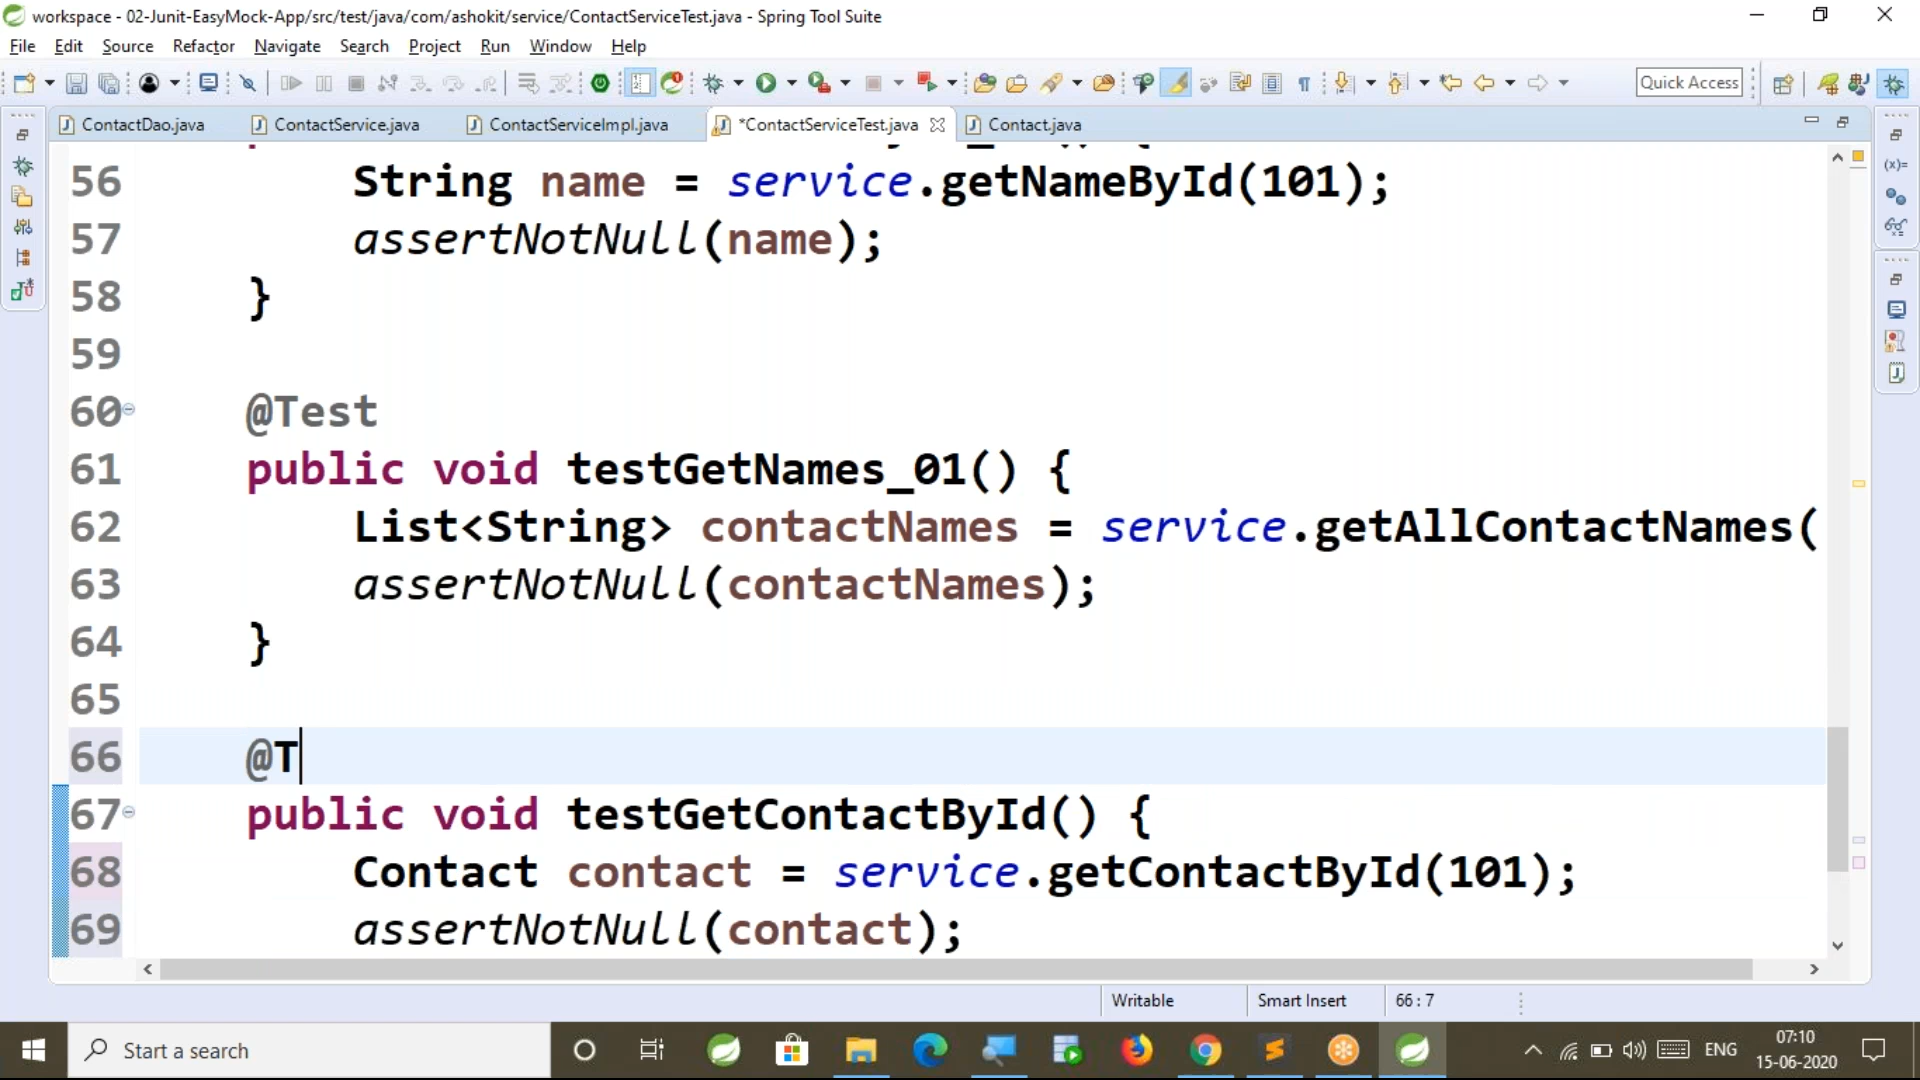 workspace - 02-Junit-EasyMock-App/src/test/java/com/ashokit/service/ContactServiceTest.java - Spring Tool Suite
File Edit Source Refactor Navigate Search Project Run Window Help
Quick Access
ContactDao.java ContactService.java ContactServiceImpl.java *ContactServiceTest.java Contact.java
56 String name = service.getNameById(101);
57 assertNotNull(name);
58 }
59
60 @Test
61 public void testGetNames_01() {
62 List<String> contactNames = service.getAllContactNames(
63 assertNotNull(contactNames);
64 }
65
66 @T
67 public void testGetContactById() {
68 Contact contact = service.getContactById(101);
69 assertNotNull(contact);
Writable Smart Insert 66 : 7
Start a search
ENG
07:10
15-06-2020